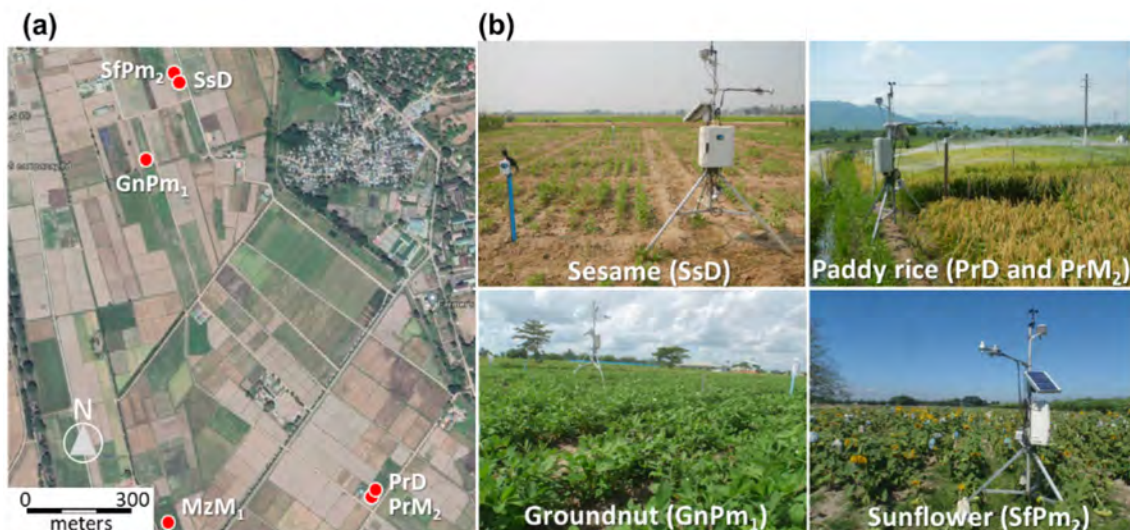 (a)
(b)
SfPm₂
SsD
GnPm₁
N
0 300
meters
MzM₁
PrD
PrM₂
Sesame (SsD)
Paddy rice (PrD and PrM₂)
Groundnut (GnPm₁)
Sunflower (SfPm₂)